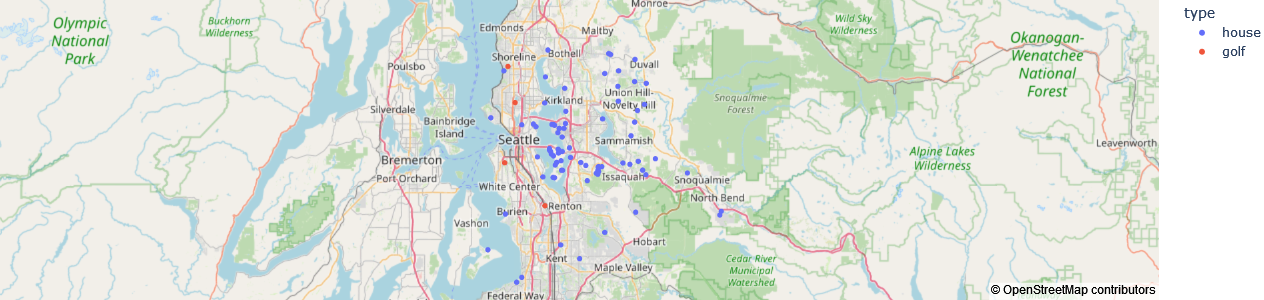 Monroe
type
house
golf
Olympic
National
Park
Buckhorn
Wilderness
Edmonds
Maltby
Wild Sky
Wilderness
Okanogan-
Wenatchee
National
Forest
Poulsbo
Shoreline
Bothell
Duvall
Silverdale
Kirkland
Union Hill-
Novelty Hill
Snoqualmie
Forest
Bainbridge
Island
Seattle
Sammamish
Leavenworth
Bremerton
Alpine Lakes
Wilderness
Port Orchard
White Center
Issaquah
Snoqualmie
North Bend
Burien
Renton
Vashon
Hobart
Kent
Maple Valley
Cedar River
Municipal
Watershed
Federal Way
© OpenStreetMap contributors